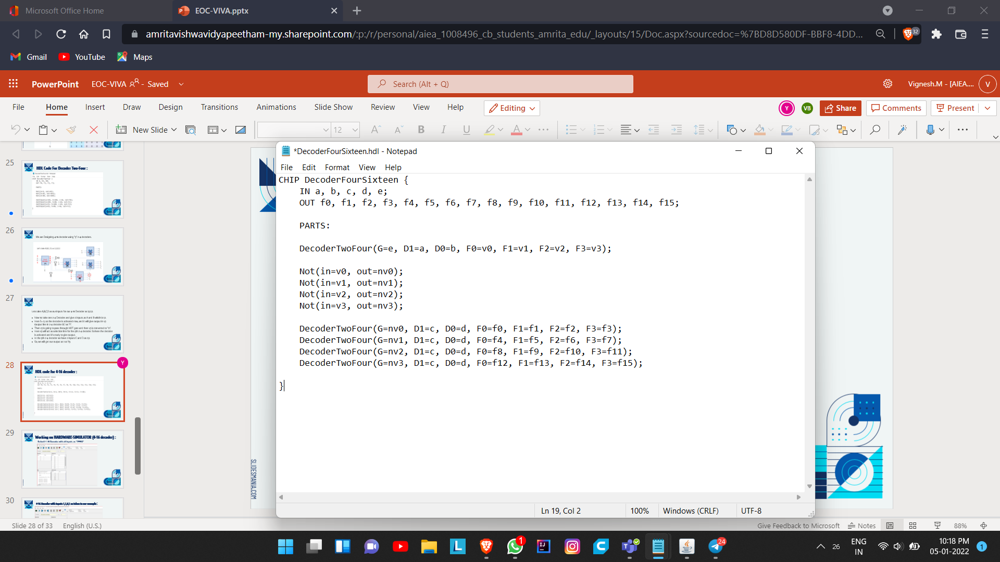 Microsoft Office Home
EOC-VIVA.pptx
amritavishwavidyapeetham-my.sharepoint.com/:p:/r/personal/aiea_1008496_cb_students_amrita_edu/_layouts/15/Doc.aspx?sourcedoc=%7BD8D580DF-BBF8-4DD...
32
Gmail
YouTube
Maps
PowerPoint
EOC-VIVA - Saved
Search (Alt + Q)
Vignesh.M - [AIEA....
V
File
Home
Insert
Draw
Design
Transitions
Animations
Slide Show
Review
View
Help
Editing
Y
VB
Share
Comments
Present
New Slide
12
*DecoderFourSixteen.hdl - Notepad
File
Edit
Format
View
Help
CHIP DecoderFourSixteen {
IN a, b, c, d, e;
OUT f0, f1, f2, f3, f4, f5, f6, f7, f8, f9, f10, f11, f12, f13, f14, f15;
PARTS:
DecoderTwoFour(G=e, D1=a, D0=b, F0=v0, F1=v1, F2=v2, F3=v3);
Not(in=v0, out=nv0);
Not(in=v1, out=nv1);
Not(in=v2, out=nv2);
Not(in=v3, out=nv3);
DecoderTwoFour(G=nv0, D1=c, D0=d, F0=f0, F1=f1, F2=f2, F3=f3);
DecoderTwoFour(G=nv1, D1=c, D0=d, F0=f4, F1=f5, F2=f6, F3=f7);
DecoderTwoFour(G=nv2, D1=c, D0=d, F0=f8, F1=f9, F2=f10, F3=f11);
DecoderTwoFour(G=nv3, D1=c, D0=d, F0=f12, F1=f13, F2=f14, F3=f15);
}
Ln 19, Col 2
100%
Windows (CRLF)
UTF-8
25
HDL Code For Decoder Two-Four :
26
We are Designing 4-16 decoder using "5" 2-4 decoders.
27
28
Y
HDL code for 4-16 decoder :
29
Working on HARDWARE-SIMULATOR (4-16 decoder) :
30
SLIDESMANIA.COM
Slide 28 of 33
English (U.S.)
Give Feedback to Microsoft
Notes
88%
1
24
26
ENG
IN
10:18 PM
05-01-2022
1